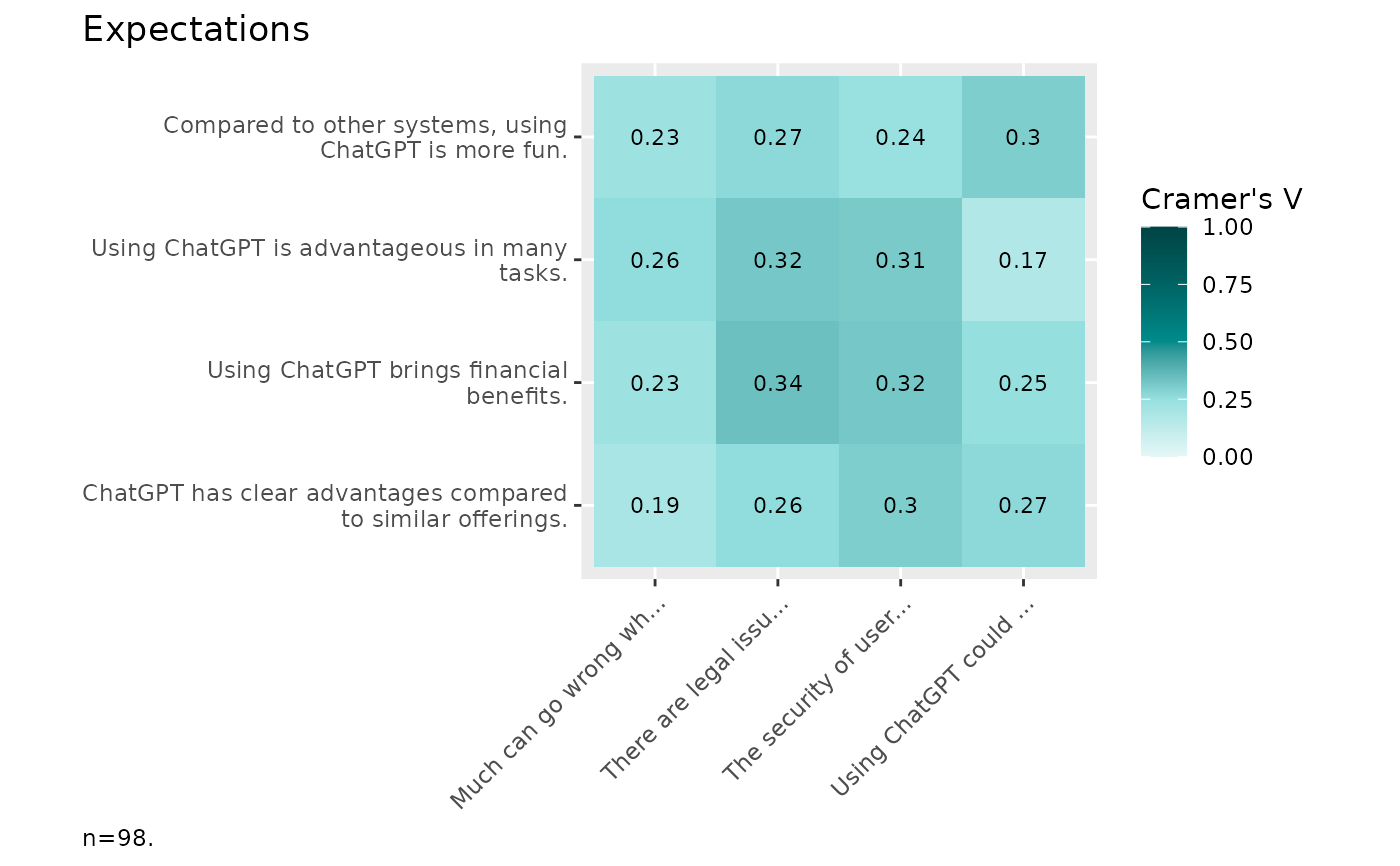 Expectations
Compared to other systems, using
ChatGPT is more fun.
0.23 0.27 0.24 0.3
Using ChatGPT is advantageous in many
tasks.
0.26 0.32 0.31 0.17
Using ChatGPT brings financial
benefits.
0.23 0.34 0.32 0.25
ChatGPT has clear advantages compared
to similar offerings.
0.19 0.26 0.3 0.27
Much can go wrong wh...
There are legal issu...
The security of user...
Using ChatGPT could ...
Cramer's V
1.00
0.75
0.50
0.25
0.00
n=98.